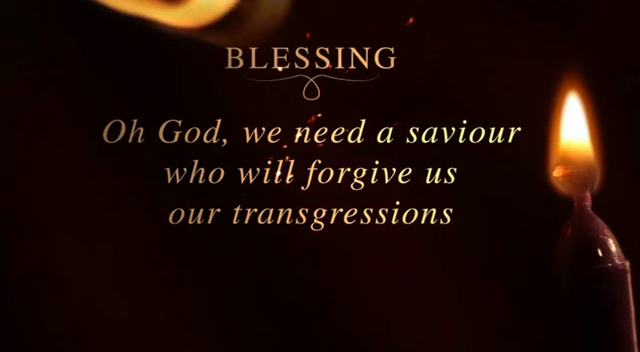 BLESSING
Oh God, we need a saviour
who will forgive us
our transgressions